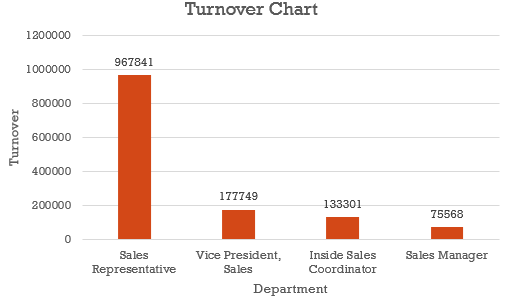 Turnover Chart
1200000
1000000
800000
600000
400000
200000
0
Turnover
967841
177749
133301
75568
Sales
Representative
Vice President,
Sales
Inside Sales
Coordinator
Sales Manager
Department